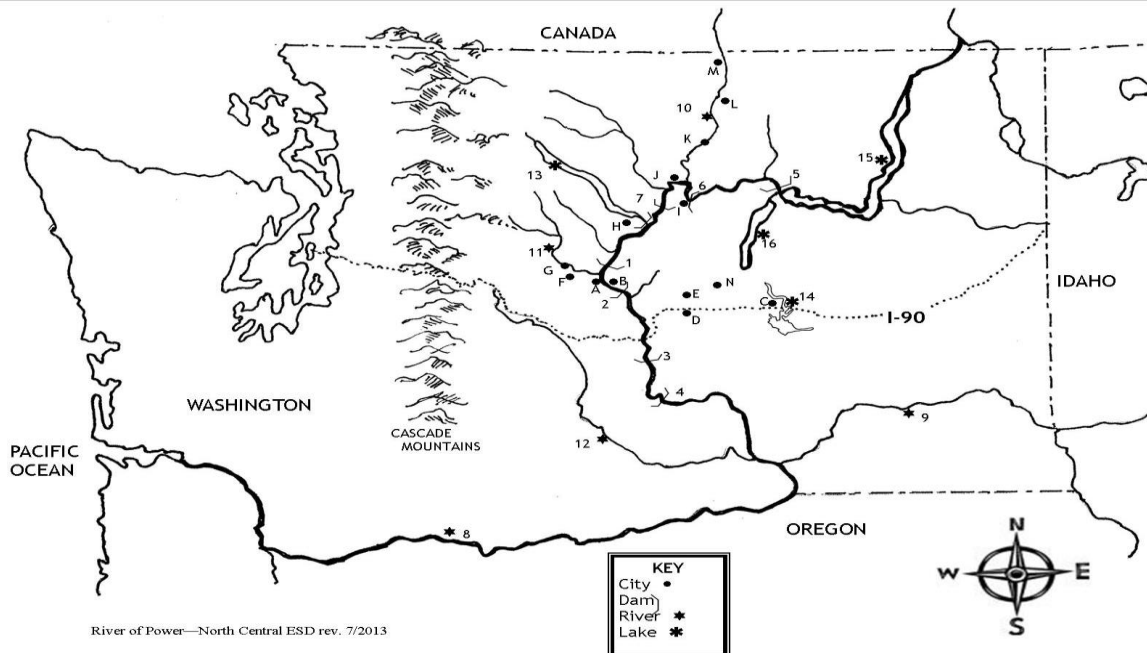 CANADA
M
L
10
K
15
13
J
5
7
6
I
H
16
11
G
1
F
A
B
2
E
N
D
C
14
I-90
IDAHO
3
4
WASHINGTON
9
CASCADE
MOUNTAINS
12
PACIFIC
OCEAN
8
OREGON
N
W
E
S
KEY
City
Dam
River
Lake
River of Power—North Central ESD rev. 7/2013